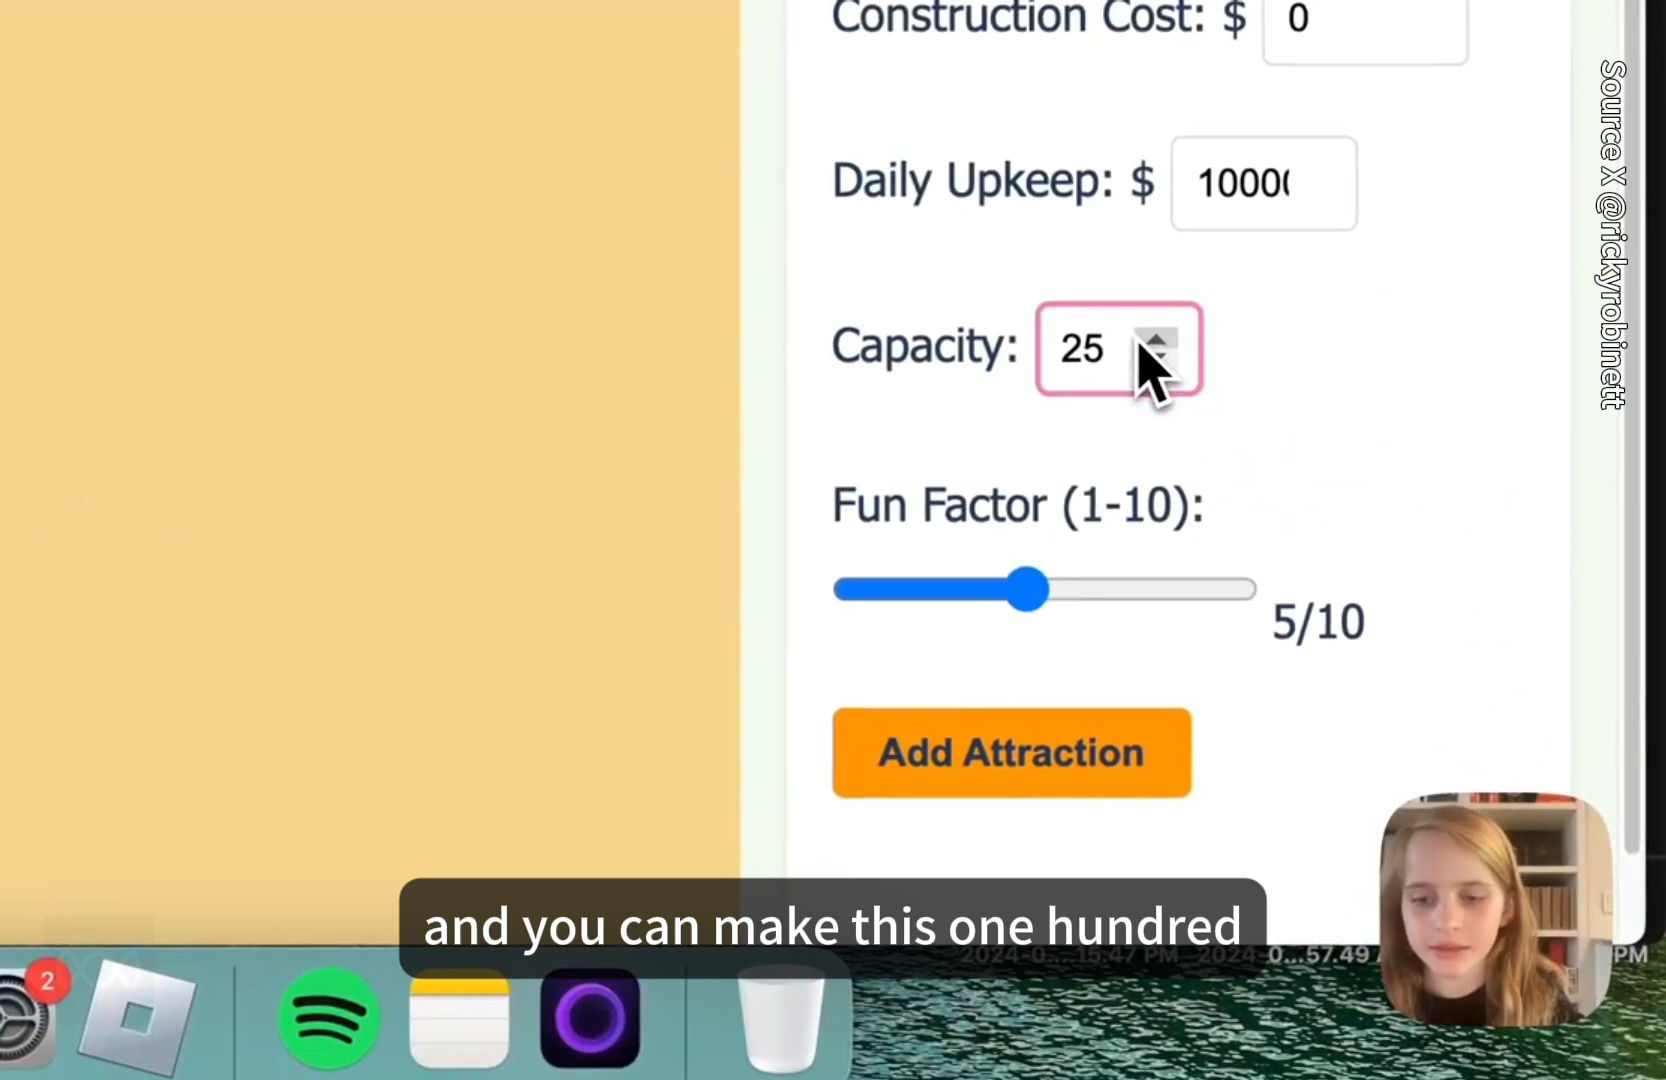 Construction Cost: $ 0
Daily Upkeep: $ 1000
Capacity: 25
Fun Factor (1-10):
5/10
Add Attraction
Source X @rickyrobinett
and you can make this one hundred
2
PM